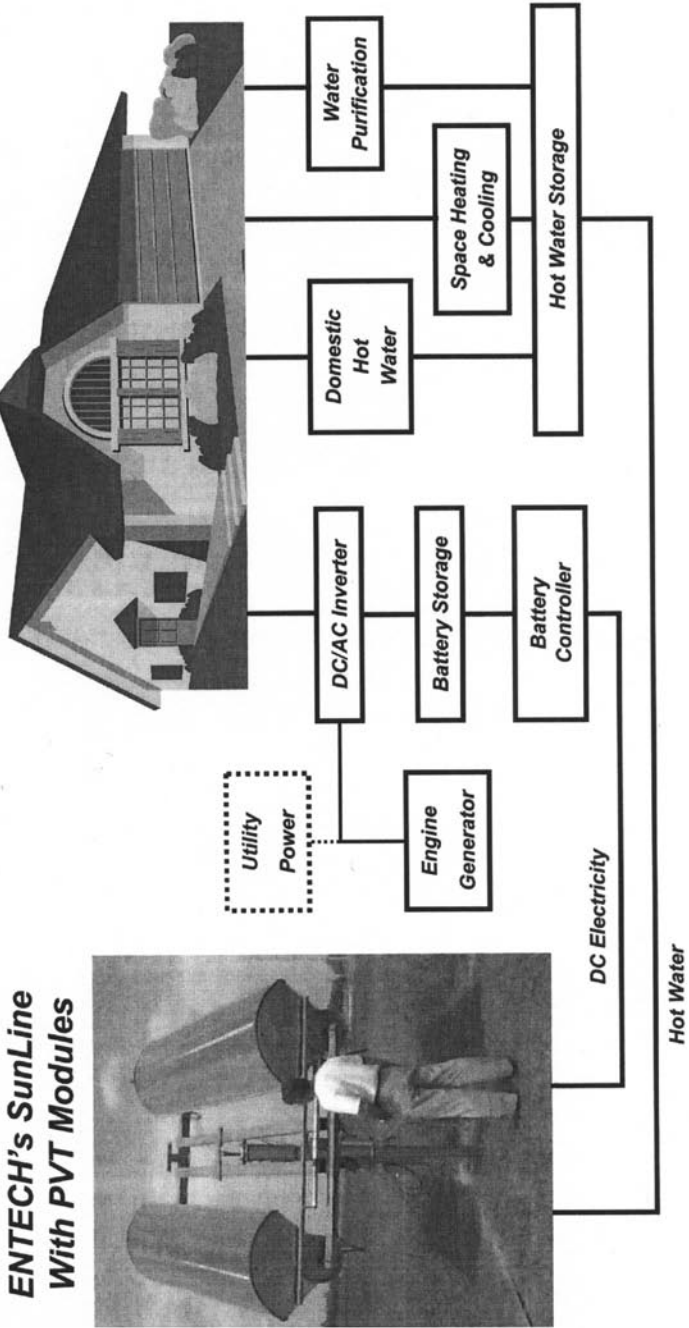 ENTECH's SunLine
With PVT Modules
Utility
Power
Engine
Generator
DC/AC Inverter
Battery Storage
Battery
Controller
Domestic
Hot
Water
Space Heating
& Cooling
Water
Purification
Hot Water Storage
DC Electricity
Hot Water